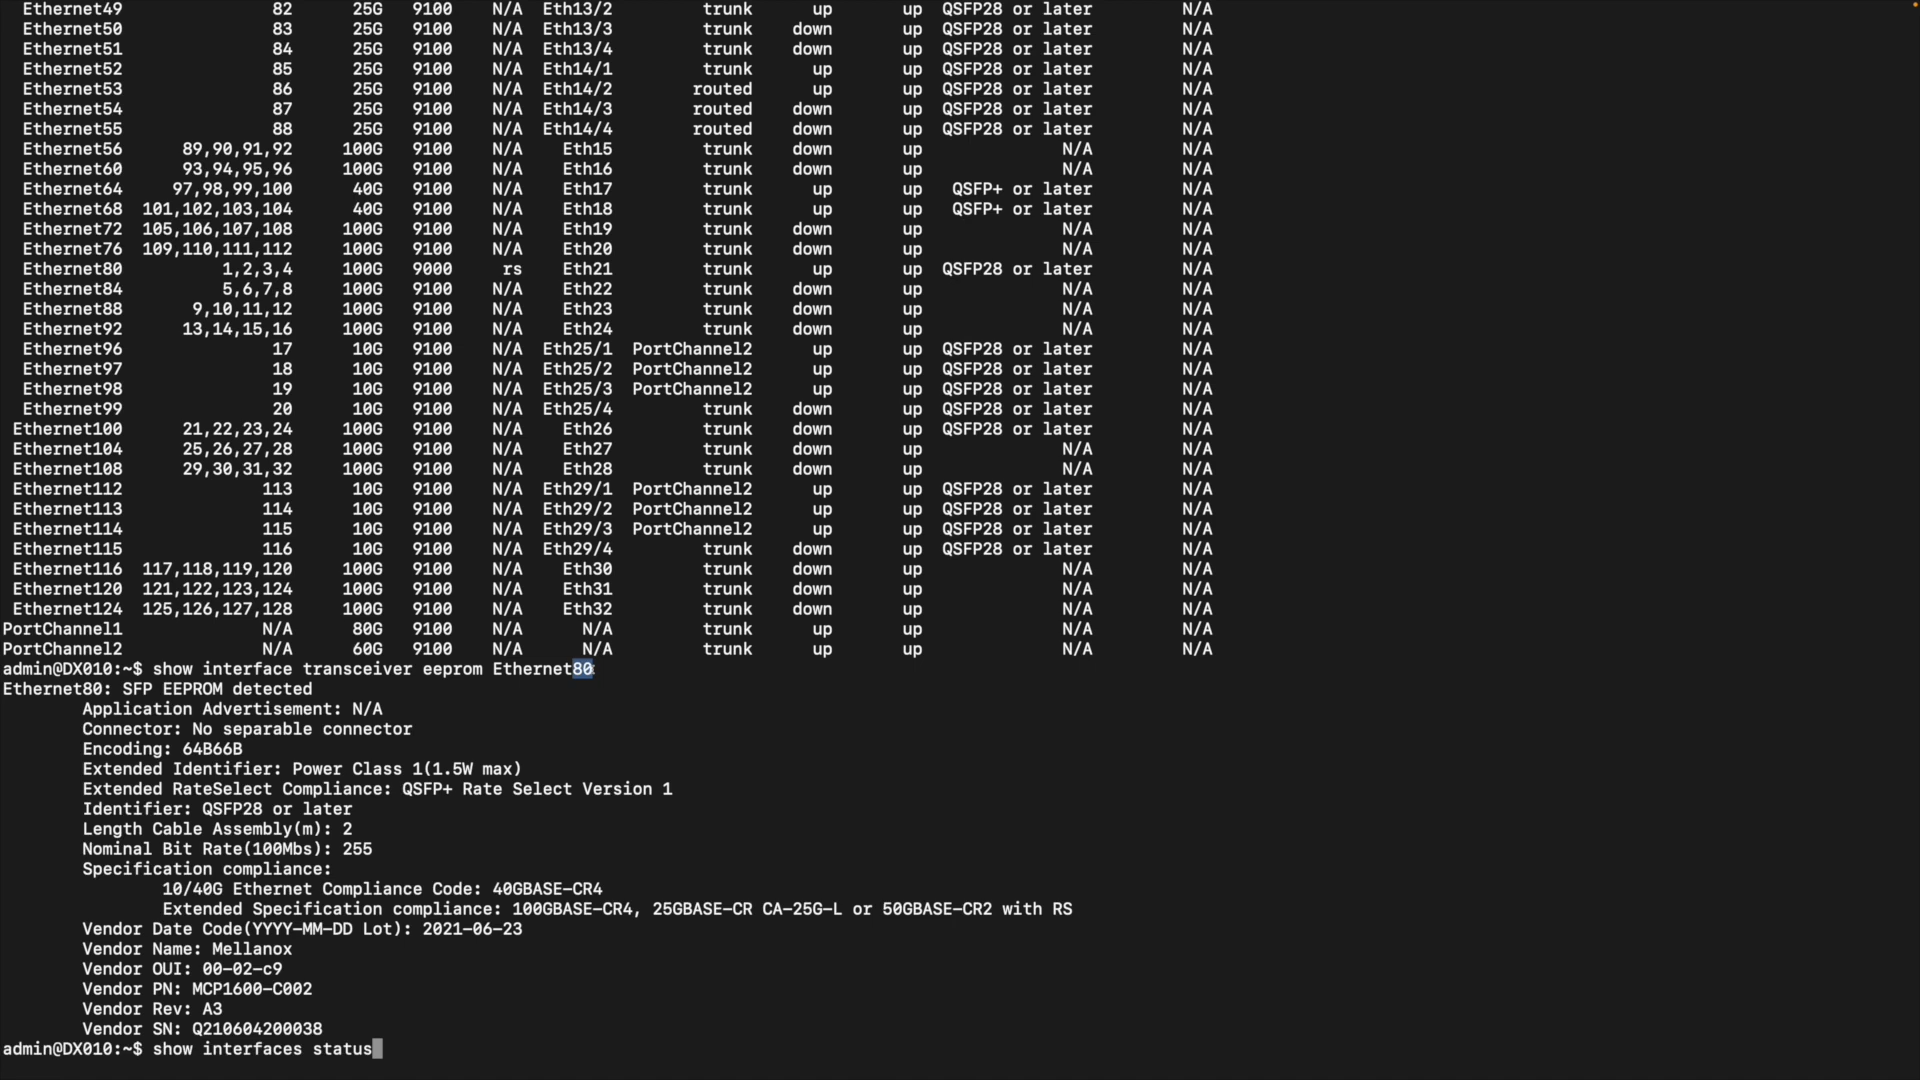 Ethernet49 82 25G 9100 N/A Eth13/2 trunk up up QSFP28 or later N/A
Ethernet50 83 25G 9100 N/A Eth13/3 trunk down up QSFP28 or later N/A
Ethernet51 84 25G 9100 N/A Eth13/4 trunk down up QSFP28 or later N/A
Ethernet52 85 25G 9100 N/A Eth14/1 trunk up up QSFP28 or later N/A
Ethernet53 86 25G 9100 N/A Eth14/2 routed up up QSFP28 or later N/A
Ethernet54 87 25G 9100 N/A Eth14/3 routed down up QSFP28 or later N/A
Ethernet55 88 25G 9100 N/A Eth14/4 routed down up QSFP28 or later N/A
Ethernet56 89,90,91,92 100G 9100 N/A Eth15 trunk down up N/A N/A
Ethernet60 93,94,95,96 100G 9100 N/A Eth16 trunk down up N/A N/A
Ethernet64 97,98,99,100 40G 9100 N/A Eth17 trunk up up QSFP+ or later N/A
Ethernet68 101,102,103,104 40G 9100 N/A Eth18 trunk up up QSFP+ or later N/A
Ethernet72 105,106,107,108 100G 9100 N/A Eth19 trunk down up N/A N/A
Ethernet76 109,110,111,112 100G 9100 N/A Eth20 trunk down up N/A N/A
Ethernet80 1,2,3,4 100G 9000 rs Eth21 trunk up up QSFP28 or later N/A
Ethernet84 5,6,7,8 100G 9100 N/A Eth22 trunk down up N/A N/A
Ethernet88 9,10,11,12 100G 9100 N/A Eth23 trunk down up N/A N/A
Ethernet92 13,14,15,16 100G 9100 N/A Eth24 trunk down up N/A N/A
Ethernet96 17 10G 9100 N/A Eth25/1 PortChannel2 up up QSFP28 or later N/A
Ethernet97 18 10G 9100 N/A Eth25/2 PortChannel2 up up QSFP28 or later N/A
Ethernet98 19 10G 9100 N/A Eth25/3 PortChannel2 up up QSFP28 or later N/A
Ethernet99 20 10G 9100 N/A Eth25/4 trunk down up QSFP28 or later N/A
Ethernet100 21,22,23,24 100G 9100 N/A Eth26 trunk down up QSFP28 or later N/A
Ethernet104 25,26,27,28 100G 9100 N/A Eth27 trunk down up N/A N/A
Ethernet108 29,30,31,32 100G 9100 N/A Eth28 trunk down up N/A N/A
Ethernet112 113 10G 9100 N/A Eth29/1 PortChannel2 up up QSFP28 or later N/A
Ethernet113 114 10G 9100 N/A Eth29/2 PortChannel2 up up QSFP28 or later N/A
Ethernet114 115 10G 9100 N/A Eth29/3 PortChannel2 up up QSFP28 or later N/A
Ethernet115 116 10G 9100 N/A Eth29/4 trunk down up QSFP28 or later N/A
Ethernet116 117,118,119,120 100G 9100 N/A Eth30 trunk down up N/A N/A
Ethernet120 121,122,123,124 100G 9100 N/A Eth31 trunk down up N/A N/A
Ethernet124 125,126,127,128 100G 9100 N/A Eth32 trunk down up N/A N/A
PortChannel1 N/A 80G 9100 N/A N/A trunk up up N/A N/A
PortChannel2 N/A 60G 9100 N/A N/A trunk up up N/A N/A
admin@DX010:~$ show interface transceiver eeprom Ethernet80
Ethernet80: SFP EEPROM detected
Application Advertisement: N/A
Connector: No separable connector
Encoding: 64B66B
Extended Identifier: Power Class 1(1.5W max)
Extended RateSelect Compliance: QSFP+ Rate Select Version 1
Identifier: QSFP28 or later
Length Cable Assembly(m): 2
Nominal Bit Rate(100Mbs): 255
Specification compliance:
10/40G Ethernet Compliance Code: 40GBASE-CR4
Extended Specification compliance: 100GBASE-CR4, 25GBASE-CR CA-25G-L or 50GBASE-CR2 with RS
Vendor Date Code(YYYY-MM-DD Lot): 2021-06-23
Vendor Name: Mellanox
Vendor OUI: 00-02-c9
Vendor PN: MCP1600-C002
Vendor Rev: A3
Vendor SN: Q210604200038
admin@DX010:~$ show interfaces status